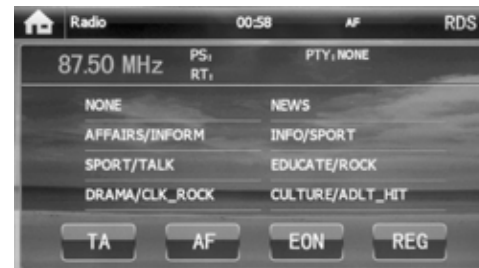 Radio 00:58 AF RDS
87.50 MHz PS: PTY: NONE
RT:
NONE NEWS
AFFAIRS/INFORM INFO/SPORT
SPORT/TALK EDUCATE/ROCK
DRAMA/CLK_ROCK CULTURE/ADLT_HIT
TA AF EON REG